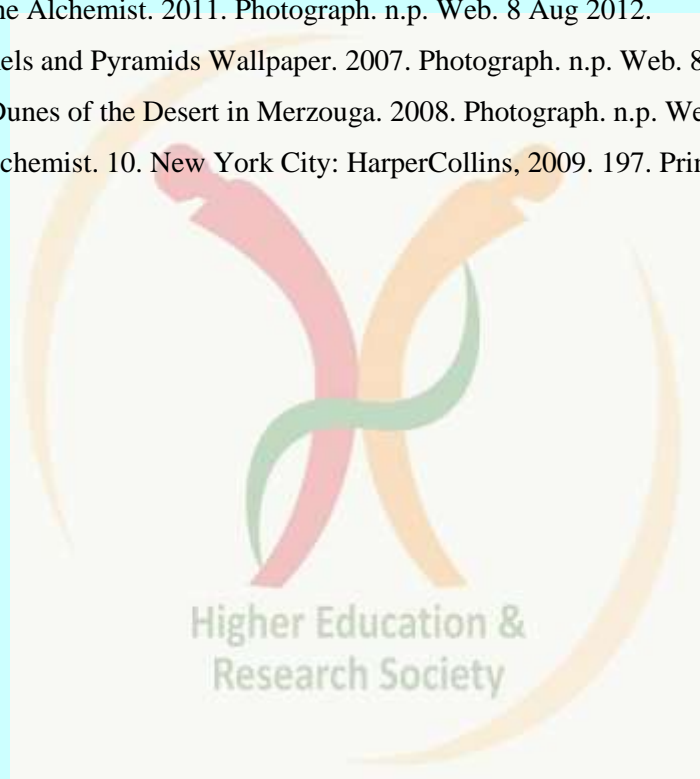 ne Alchemist. 2011. Photograph. n.p. Web. 8 Aug 2012.
els and Pyramids Wallpaper. 2007. Photograph. n.p. Web. 8
Dunes of the Desert in Merzouga. 2008. Photograph. n.p. We
chemist. 10. New York City: HarperCollins, 2009. 197. Prin
Higher Education &
Research Society